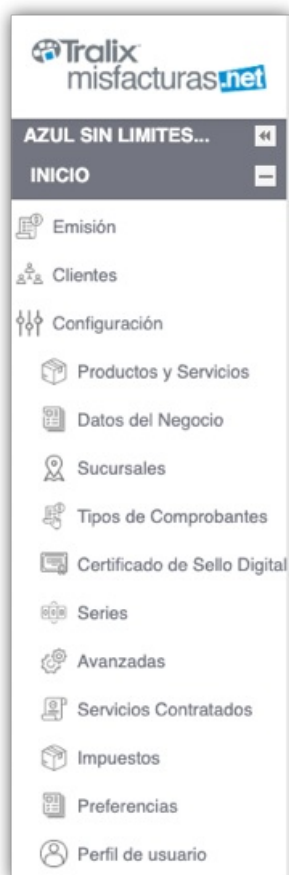 Tralix
misfacturas.net
AZUL SIN LIMITES...
INICIO
Emisión
Clientes
Configuración
Productos y Servicios
Datos del Negocio
Sucursales
Tipos de Comprobantes
Certificado de Sello Digital
Series
Avanzadas
Servicios Contratados
Impuestos
Preferencias
Perfil de usuario